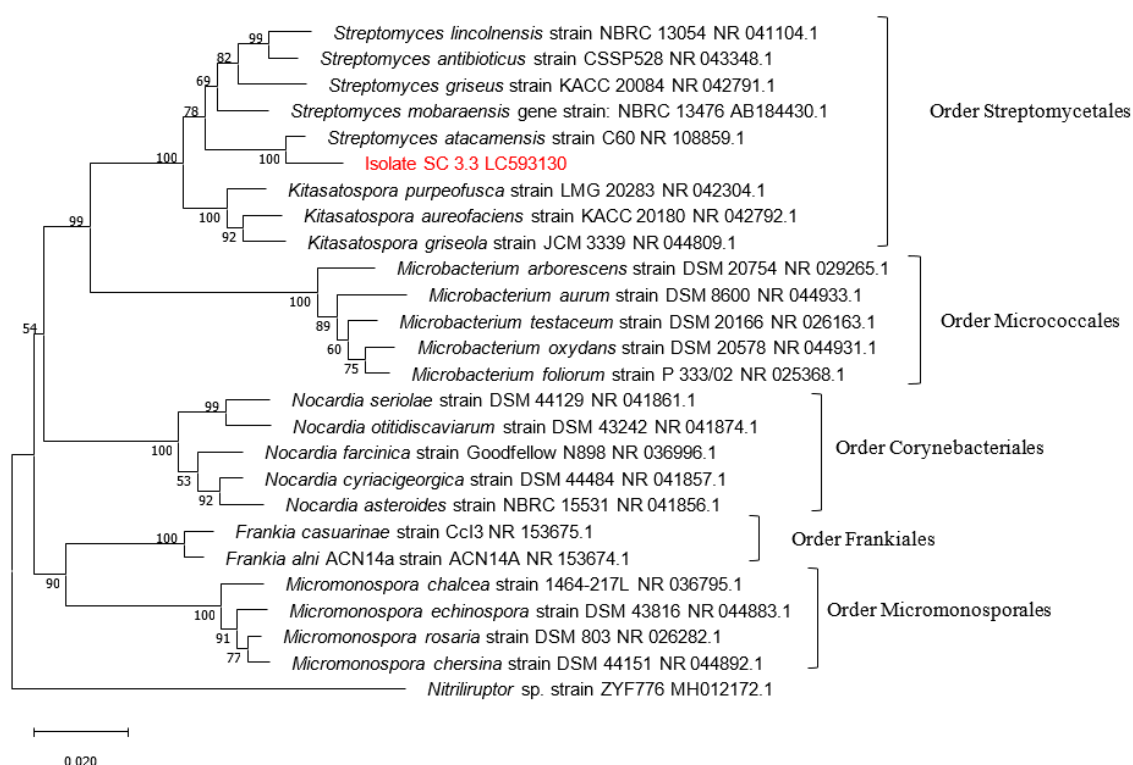 99
Streptomyces lincolnensis strain NBRC 13054 NR 041104.1
82
Streptomyces antibioticus strain CSSP528 NR 043348.1
69
Streptomyces griseus strain KACC 20084 NR 042791.1
78
Streptomyces mobaraensis gene strain: NBRC 13476 AB184430.1
Order Streptomycetales
Streptomyces atacamensis strain C60 NR 108859.1
100
100
Isolate SC 3.3 LC593130
Kitasatospora purpeofusca strain LMG 20283 NR 042304.1
99
100
Kitasatospora aureofaciens strain KACC 20180 NR 042792.1
92
Kitasatospora griseola strain JCM 3339 NR 044809.1
Microbacterium arborescens strain DSM 20754 NR 029265.1
100
Microbacterium aurum strain DSM 8600 NR 044933.1
54
89
Microbacterium testaceum strain DSM 20166 NR 026163.1
Order Micrococcales
60
Microbacterium oxydans strain DSM 20578 NR 044931.1
75
Microbacterium foliorum strain P 333/02 NR 025368.1
99
Nocardia seriolae strain DSM 44129 NR 041861.1
Nocardia otitidiscaviarum strain DSM 43242 NR 041874.1
100
Nocardia farcinica strain Goodfellow N898 NR 036996.1
Order Corynebacteriales
53
Nocardia cyriacigeorgica strain DSM 44484 NR 041857.1
92
Nocardia asteroides strain NBRC 15531 NR 041856.1
100
Frankia casuarinae strain CcI3 NR 153675.1
Order Frankiales
Frankia alni ACN14a strain ACN14A NR 153674.1
90
Micromonospora chalcea strain 1464-217L NR 036795.1
100
Micromonospora echinospora strain DSM 43816 NR 044883.1
Order Micromonosporales
91
Micromonospora rosaria strain DSM 803 NR 026282.1
77
Micromonospora chersina strain DSM 44151 NR 044892.1
Nitriliruptor sp. strain ZYF776 MH012172.1
0.020